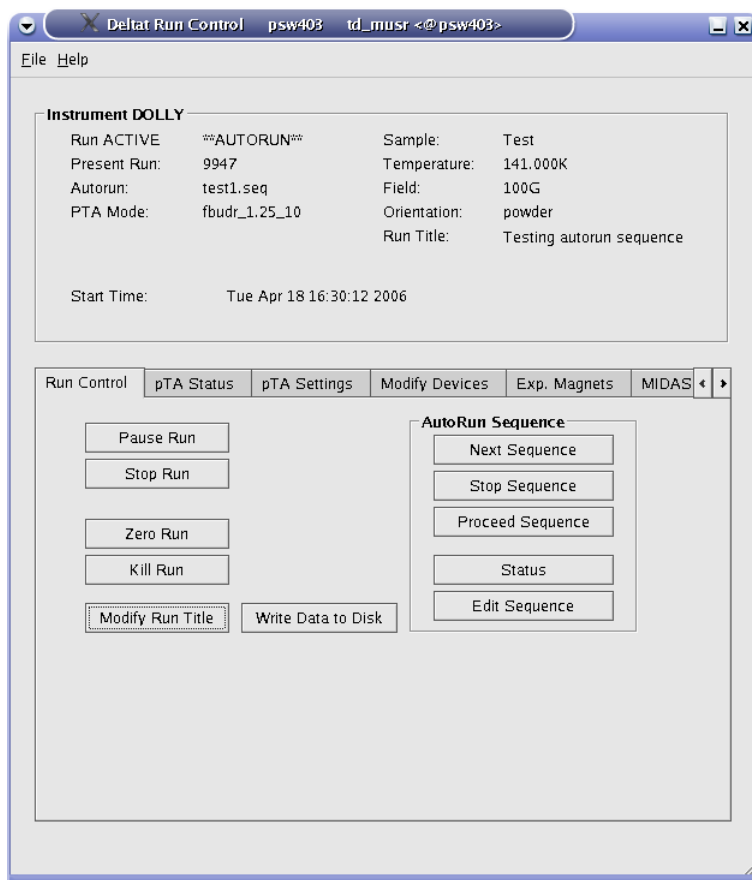 Deltat Run Control psw403 td_musr <@psw403>
File Help
Instrument DOLLY
Run ACTIVE **AUTORUN** Sample: Test
Present Run: 9947 Temperature: 141.000K
Autorun: test1.seq Field: 100G
PTA Mode: fbudr_1.25_10 Orientation: powder
Run Title: Testing autorun sequence
Start Time: Tue Apr 18 16:30:12 2006
Run Control pTA Status pTA Settings Modify Devices Exp. Magnets MIDAS
AutoRun Sequence
Pause Run
Next Sequence
Stop Run
Stop Sequence
Proceed Sequence
Zero Run
Kill Run
Status
Modify Run Title Write Data to Disk
Edit Sequence